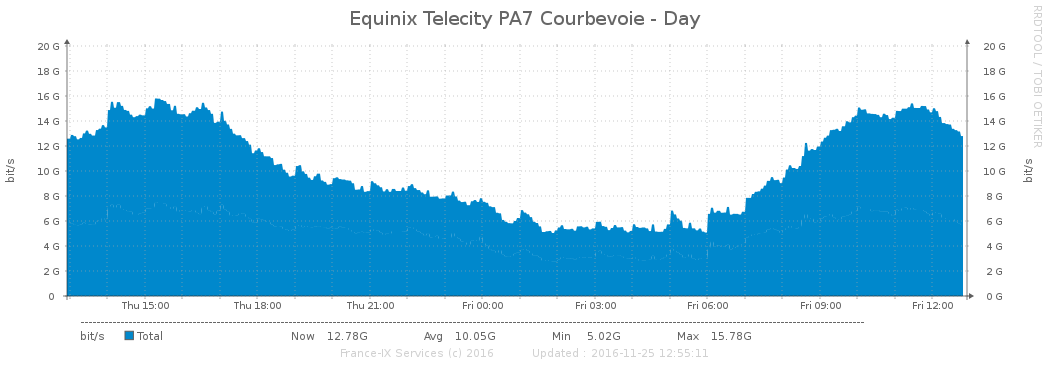 Equinix Telecity PA7 Courbevoie - Day
RRDTOOL / TOBI OETIKER
bit/s
bit/s
20 G 20 G
18 G 18 G
16 G 16 G
14 G 14 G
12 G 12 G
10 G 10 G
8 G 8 G
6 G 6 G
4 G 4 G
2 G 2 G
0 0 G
Thu 15:00 Thu 18:00 Thu 21:00 Fri 00:00 Fri 03:00 Fri 06:00 Fri 09:00 Fri 12:00
bit/s Total Now 12.78G Avg 10.05G Min 5.02G Max 15.78G
France-IX Services (c) 2016 Updated : 2016-11-25 12:55:11